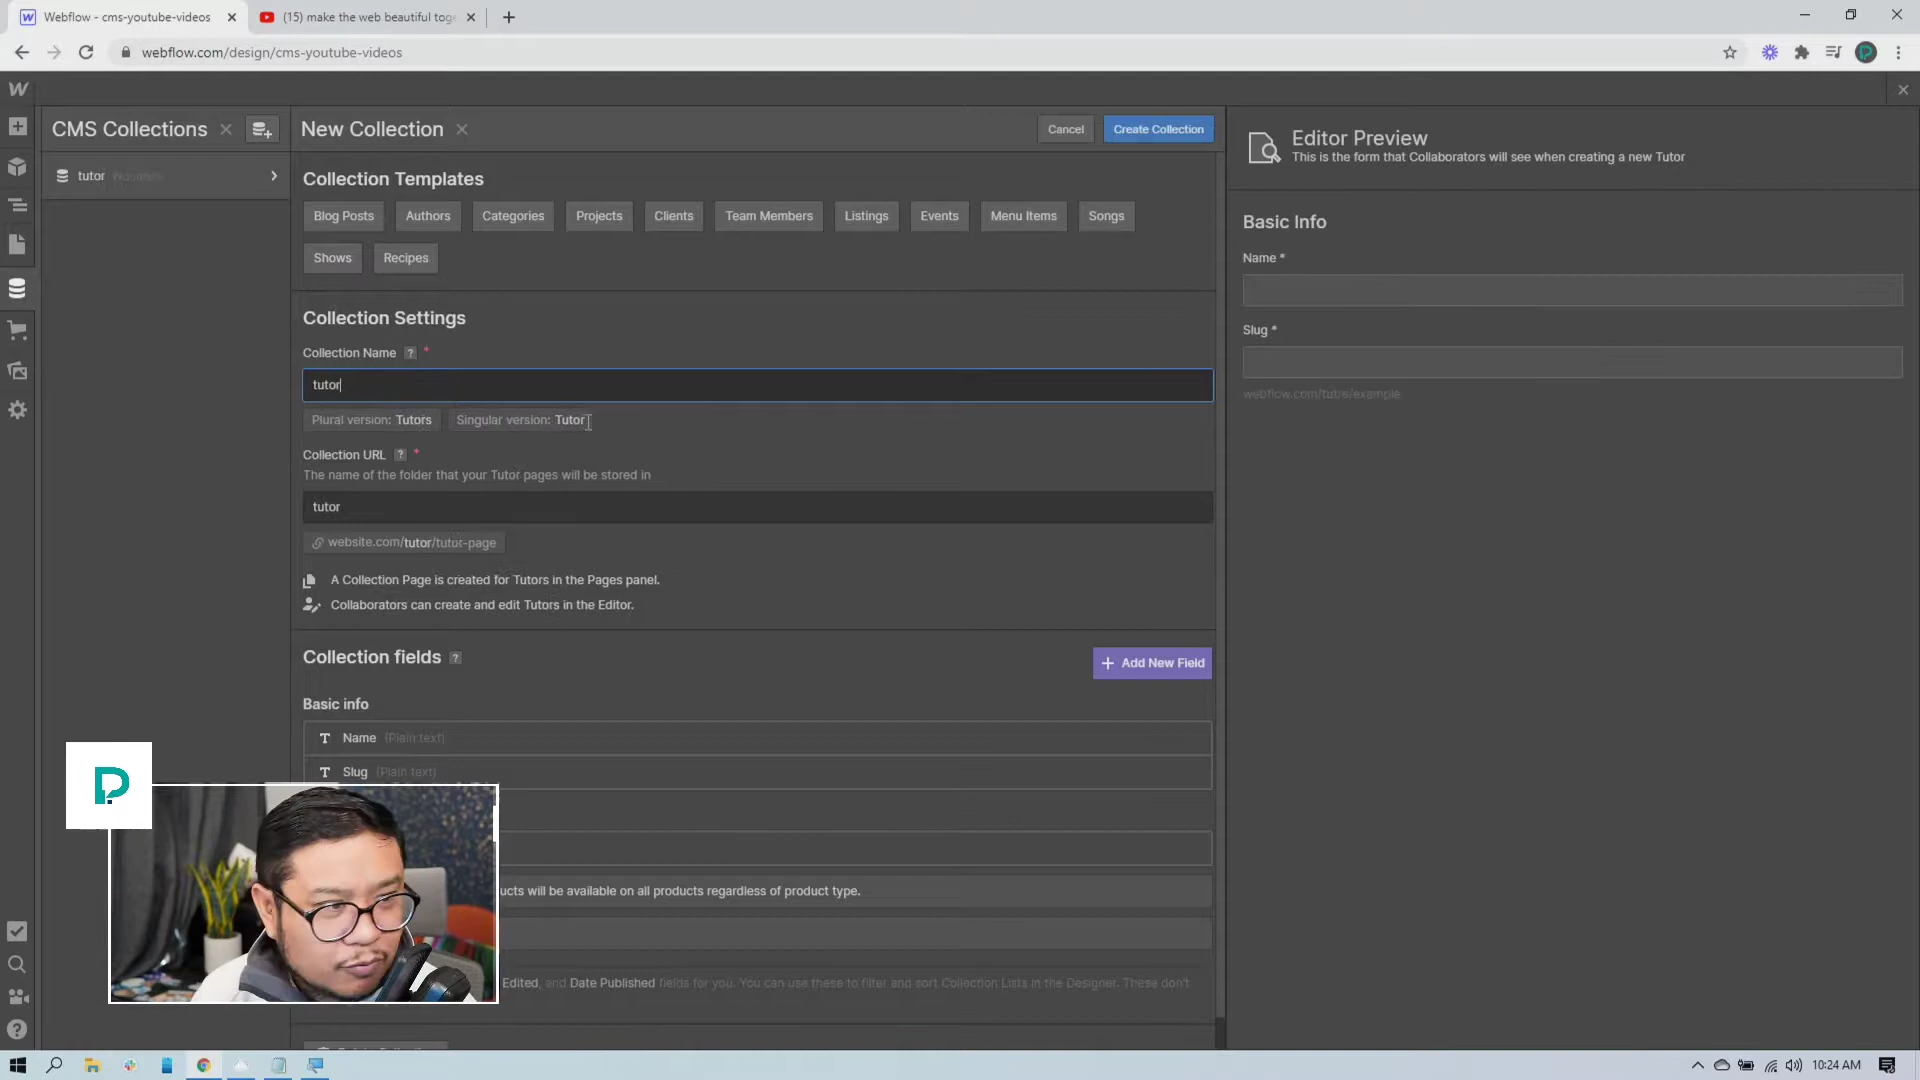 Webflow - cms-youtube-videos
(15) make the web beautiful toge
webflow.com/design/cms-youtube-videos
CMS Collections
New Collection
Cancel
Create Collection
Editor Preview
This is the form that Collaborators will see when creating a new Tutor
tutor
Collection Templates
Blog Posts
Authors
Categories
Projects
Clients
Team Members
Listings
Events
Menu Items
Songs
Shows
Recipes
Basic Info
Name *
Slug *
webflow.com/tutor/example
Collection Settings
Collection Name ? *
tutor
Plural version: Tutors
Singular version: Tutor
Collection URL ? *
The name of the folder that your Tutor pages will be stored in
tutor
website.com/tutor/tutor-page
A Collection Page is created for Tutors in the Pages panel.
Collaborators can create and edit Tutors in the Editor.
Collection fields ?
+ Add New Field
Basic info
Name (Plain text)
Slug (Plain text)
ucts will be available on all products regardless of product type.
Edited, and Date Published fields for you. You can use these to filter and sort Collection Lists in the Designer. These don't
10:24 AM